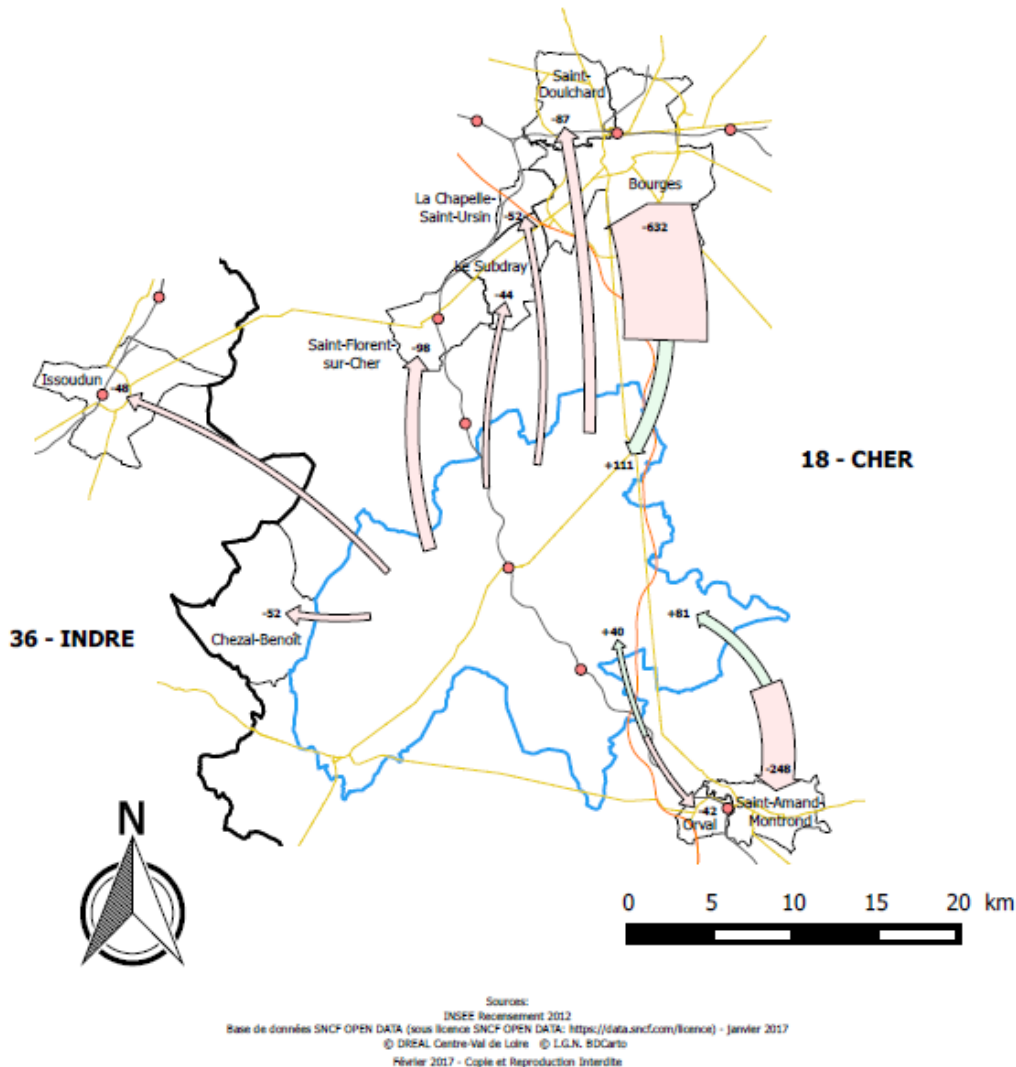 Saint-
Doulchard
-87
Bourges
La Chapelle-
Saint-Ursin
-52
-632
Le Subdray
-44
Saint-Florent-
sur-Cher
-98
Issoudun
-48
+111
18 - CHER
-52
Chezal-Benoît
36 - INDRE
+81
+40
-248
Saint-Amand-
Montrond
-42
Orval
N
0 5 10 15 20 km
Sources:
INSEE Recensement 2012
Base de données SNCF OPEN DATA (sous licence SNCF OPEN DATA: https://data.sncf.com/licence) - janvier 2017
© DREAL Centre-Val de Loire © I.G.N. BDCarto
Février 2017 - Copie et Reproduction Interdite